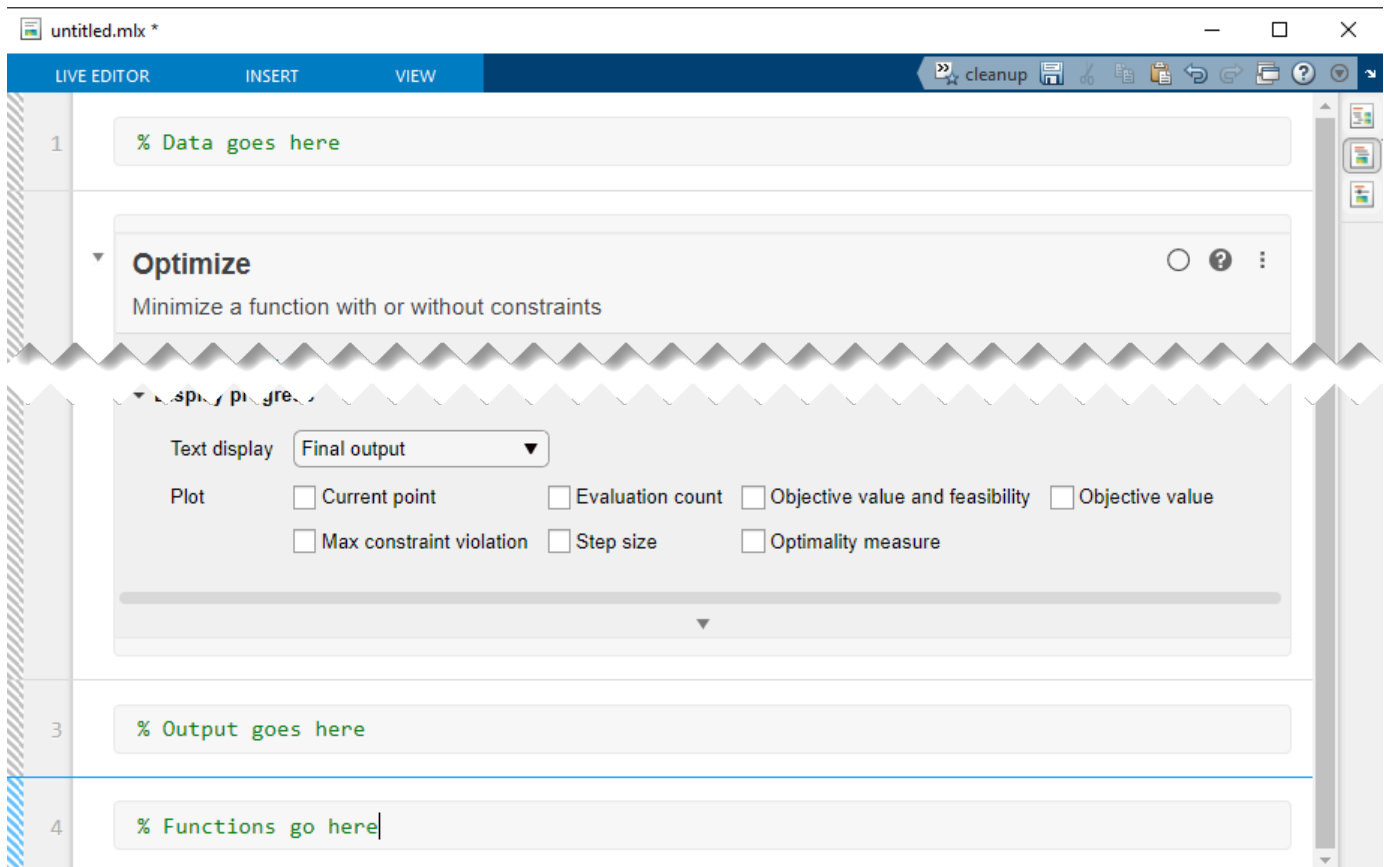 untitled.mlx *
LIVE EDITOR INSERT VIEW cleanup
1 % Data goes here
Optimize
Minimize a function with or without constraints
Text display Final output
Plot Current point Evaluation count Objective value and feasibility Objective value
Max constraint violation Step size Optimality measure
3 % Output goes here
4 % Functions go here